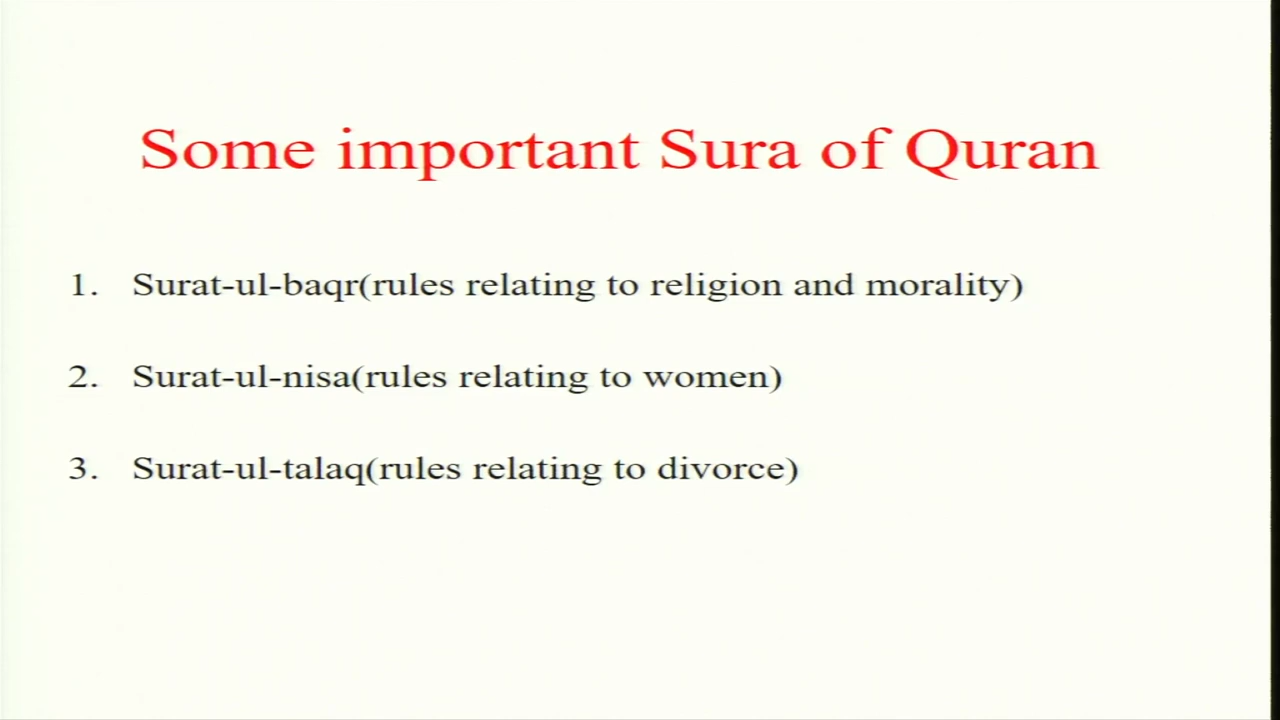 Some important Sura of Quran
1. Surat-ul-baqr(rules relating to religion and morality)
2. Surat-ul-nisa(rules relating to women)
3. Surat-ul-talaq(rules relating to divorce)